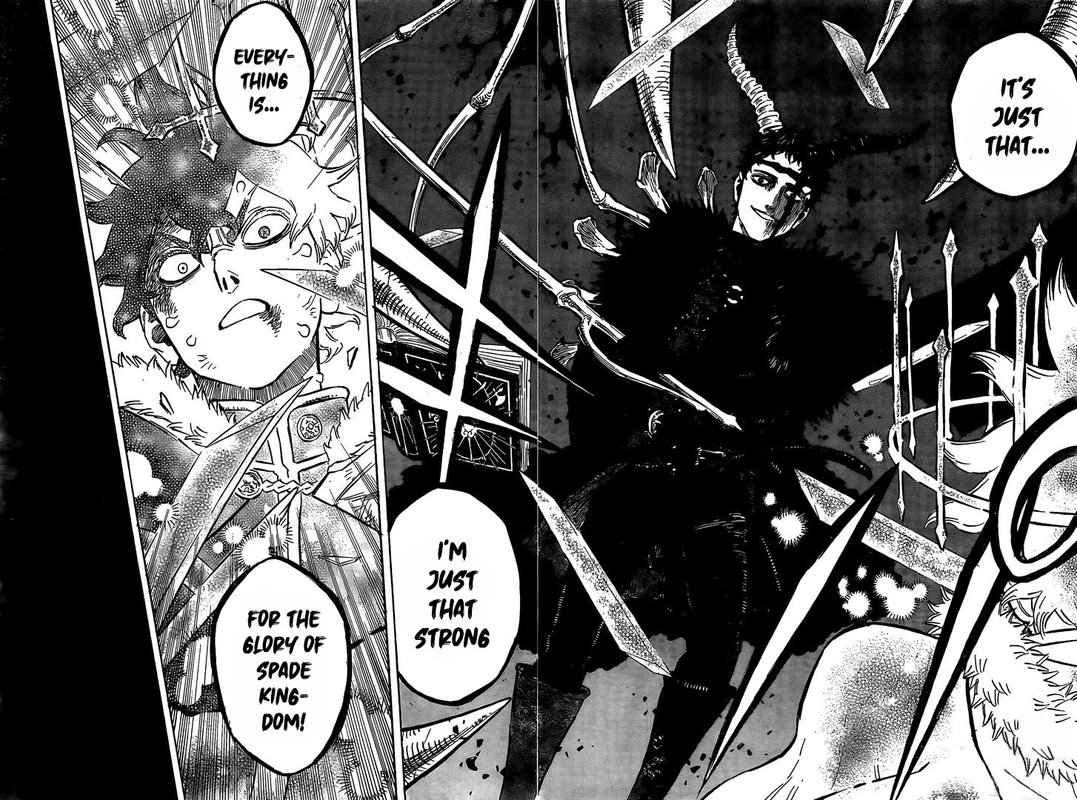 IT'S
JUST
THAT...
I'M
JUST
THAT
STRONG
EVERY-
THING
IS...
FOR THE
GLORY OF
SPADE
KING-
DOM!